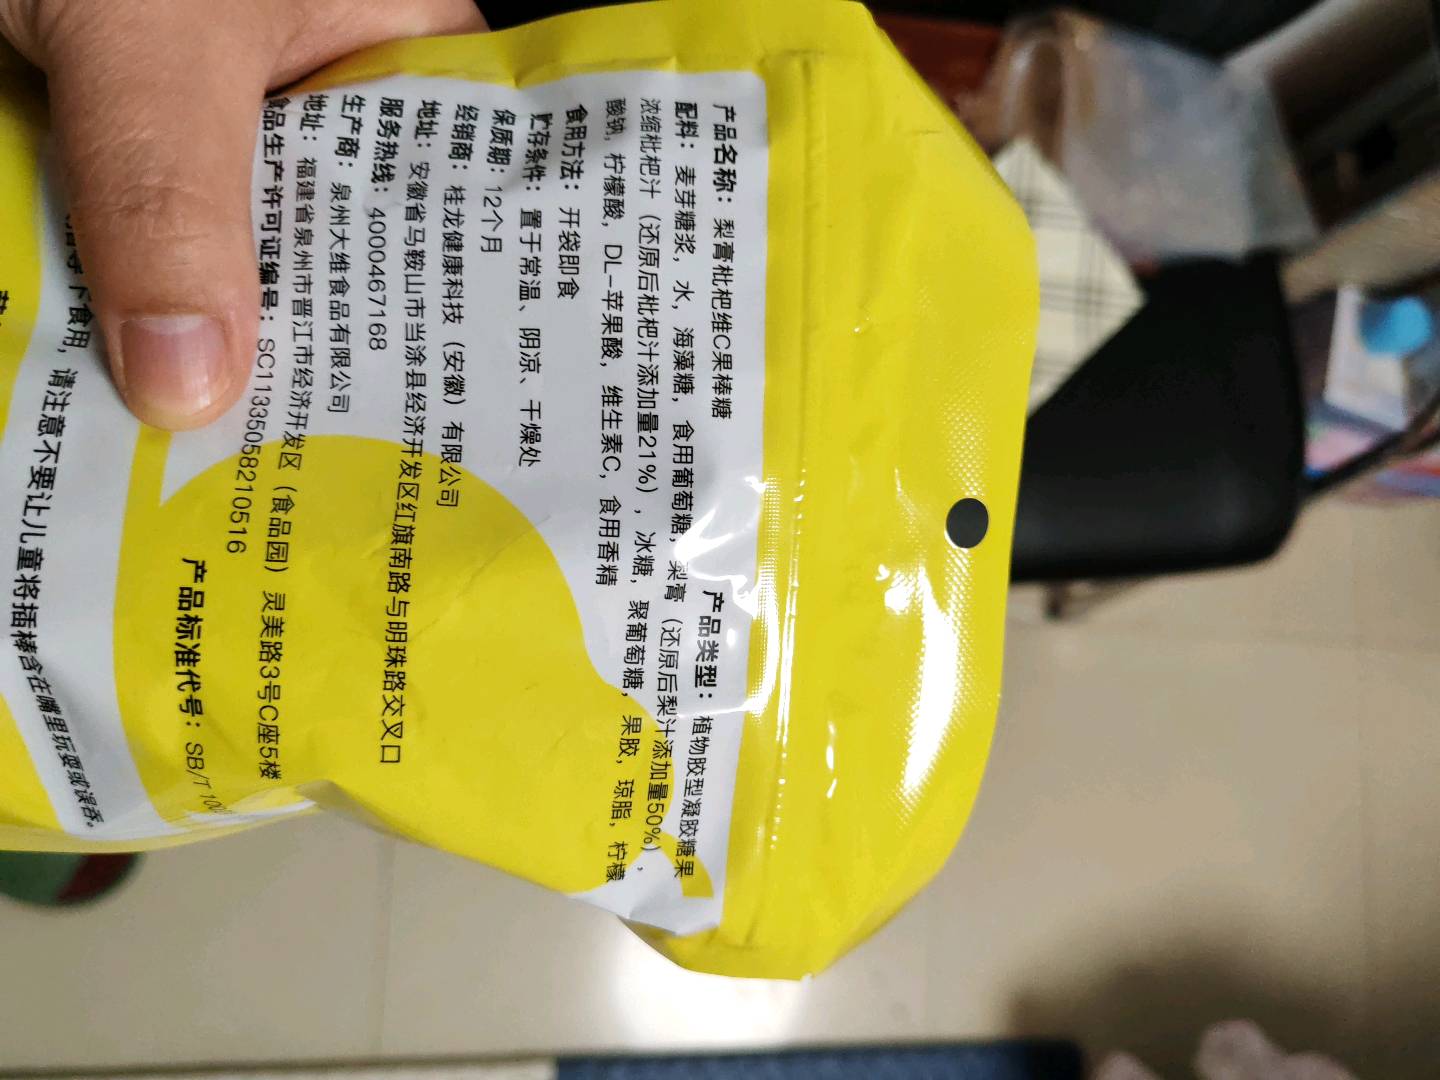 产品名称：梨膏枇杷维C果棒糖 产品类型：植物胶型凝胶糖果
配料：麦芽糖浆，水，海藻糖，食用葡萄糖，梨膏（还原后梨汁添加量50%），
浓缩枇杷汁（还原后枇杷汁添加量21%），冰糖，聚葡萄糖，果胶，琼脂，柠檬
酸钠，柠檬酸，DL-苹果酸，维生素C，食用香精
食用方法：开袋即食
贮存条件：置于常温、阴凉、干燥处
保质期：12个月
经销商：桂龙健康科技（安徽）有限公司
地址：安徽省马鞍山市当涂县经济开发区红旗南路与明珠路交叉口
服务热线：4000467168
生产商：泉州大维食品有限公司
地址：福建省泉州市晋江市经济开发区（食品园）灵美路3号C座5楼
食品生产许可证编号：SC11335058210516
产品标准代号：SB/T
下食用，请注意不要让儿童将插棒含在嘴里玩耍或误吞。